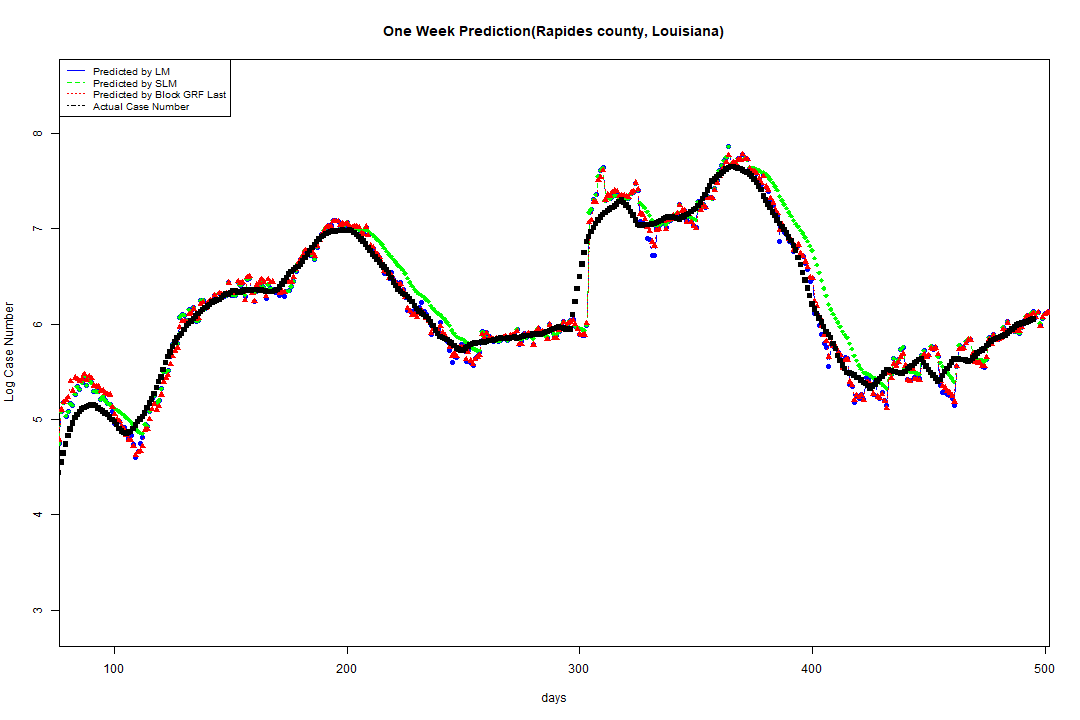 One Week Prediction(Rapides county, Louisiana)
Predicted by LM
Predicted by SLM
Predicted by Block GRF Last
Actual Case Number
8
7
6
5
4
3
Log Case Number
100 200 300 400 500
days